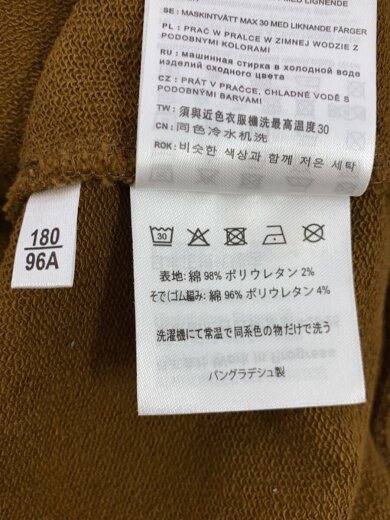 SE : MASKINTVÄTT MAX 30 MED LIKNANDE FÄRGER
PL : PRAĆ W PRALCE W ZIMNEJ WODZIE Z
PODOBNYMI KOLORAMI
RU : машинная стирка в холодной воде
изделий сходного цвета
CZ : PRÁT V PRAČCE, CHLADNÉ VODĚ S
PODOBNÝMI BARVAMI
TW: 須與近色衣服機洗最高溫度30
CN: 同色冷水机洗
ROK: 비슷한 색상과 함께 저온 세탁
180
96A
30
表地: 綿 98% ポリウレタン 2%
そで(ゴム編み: 綿 96% ポリウレタン 4%
洗濯機にて常温で同系色の物だけで洗う
バングラデシュ製